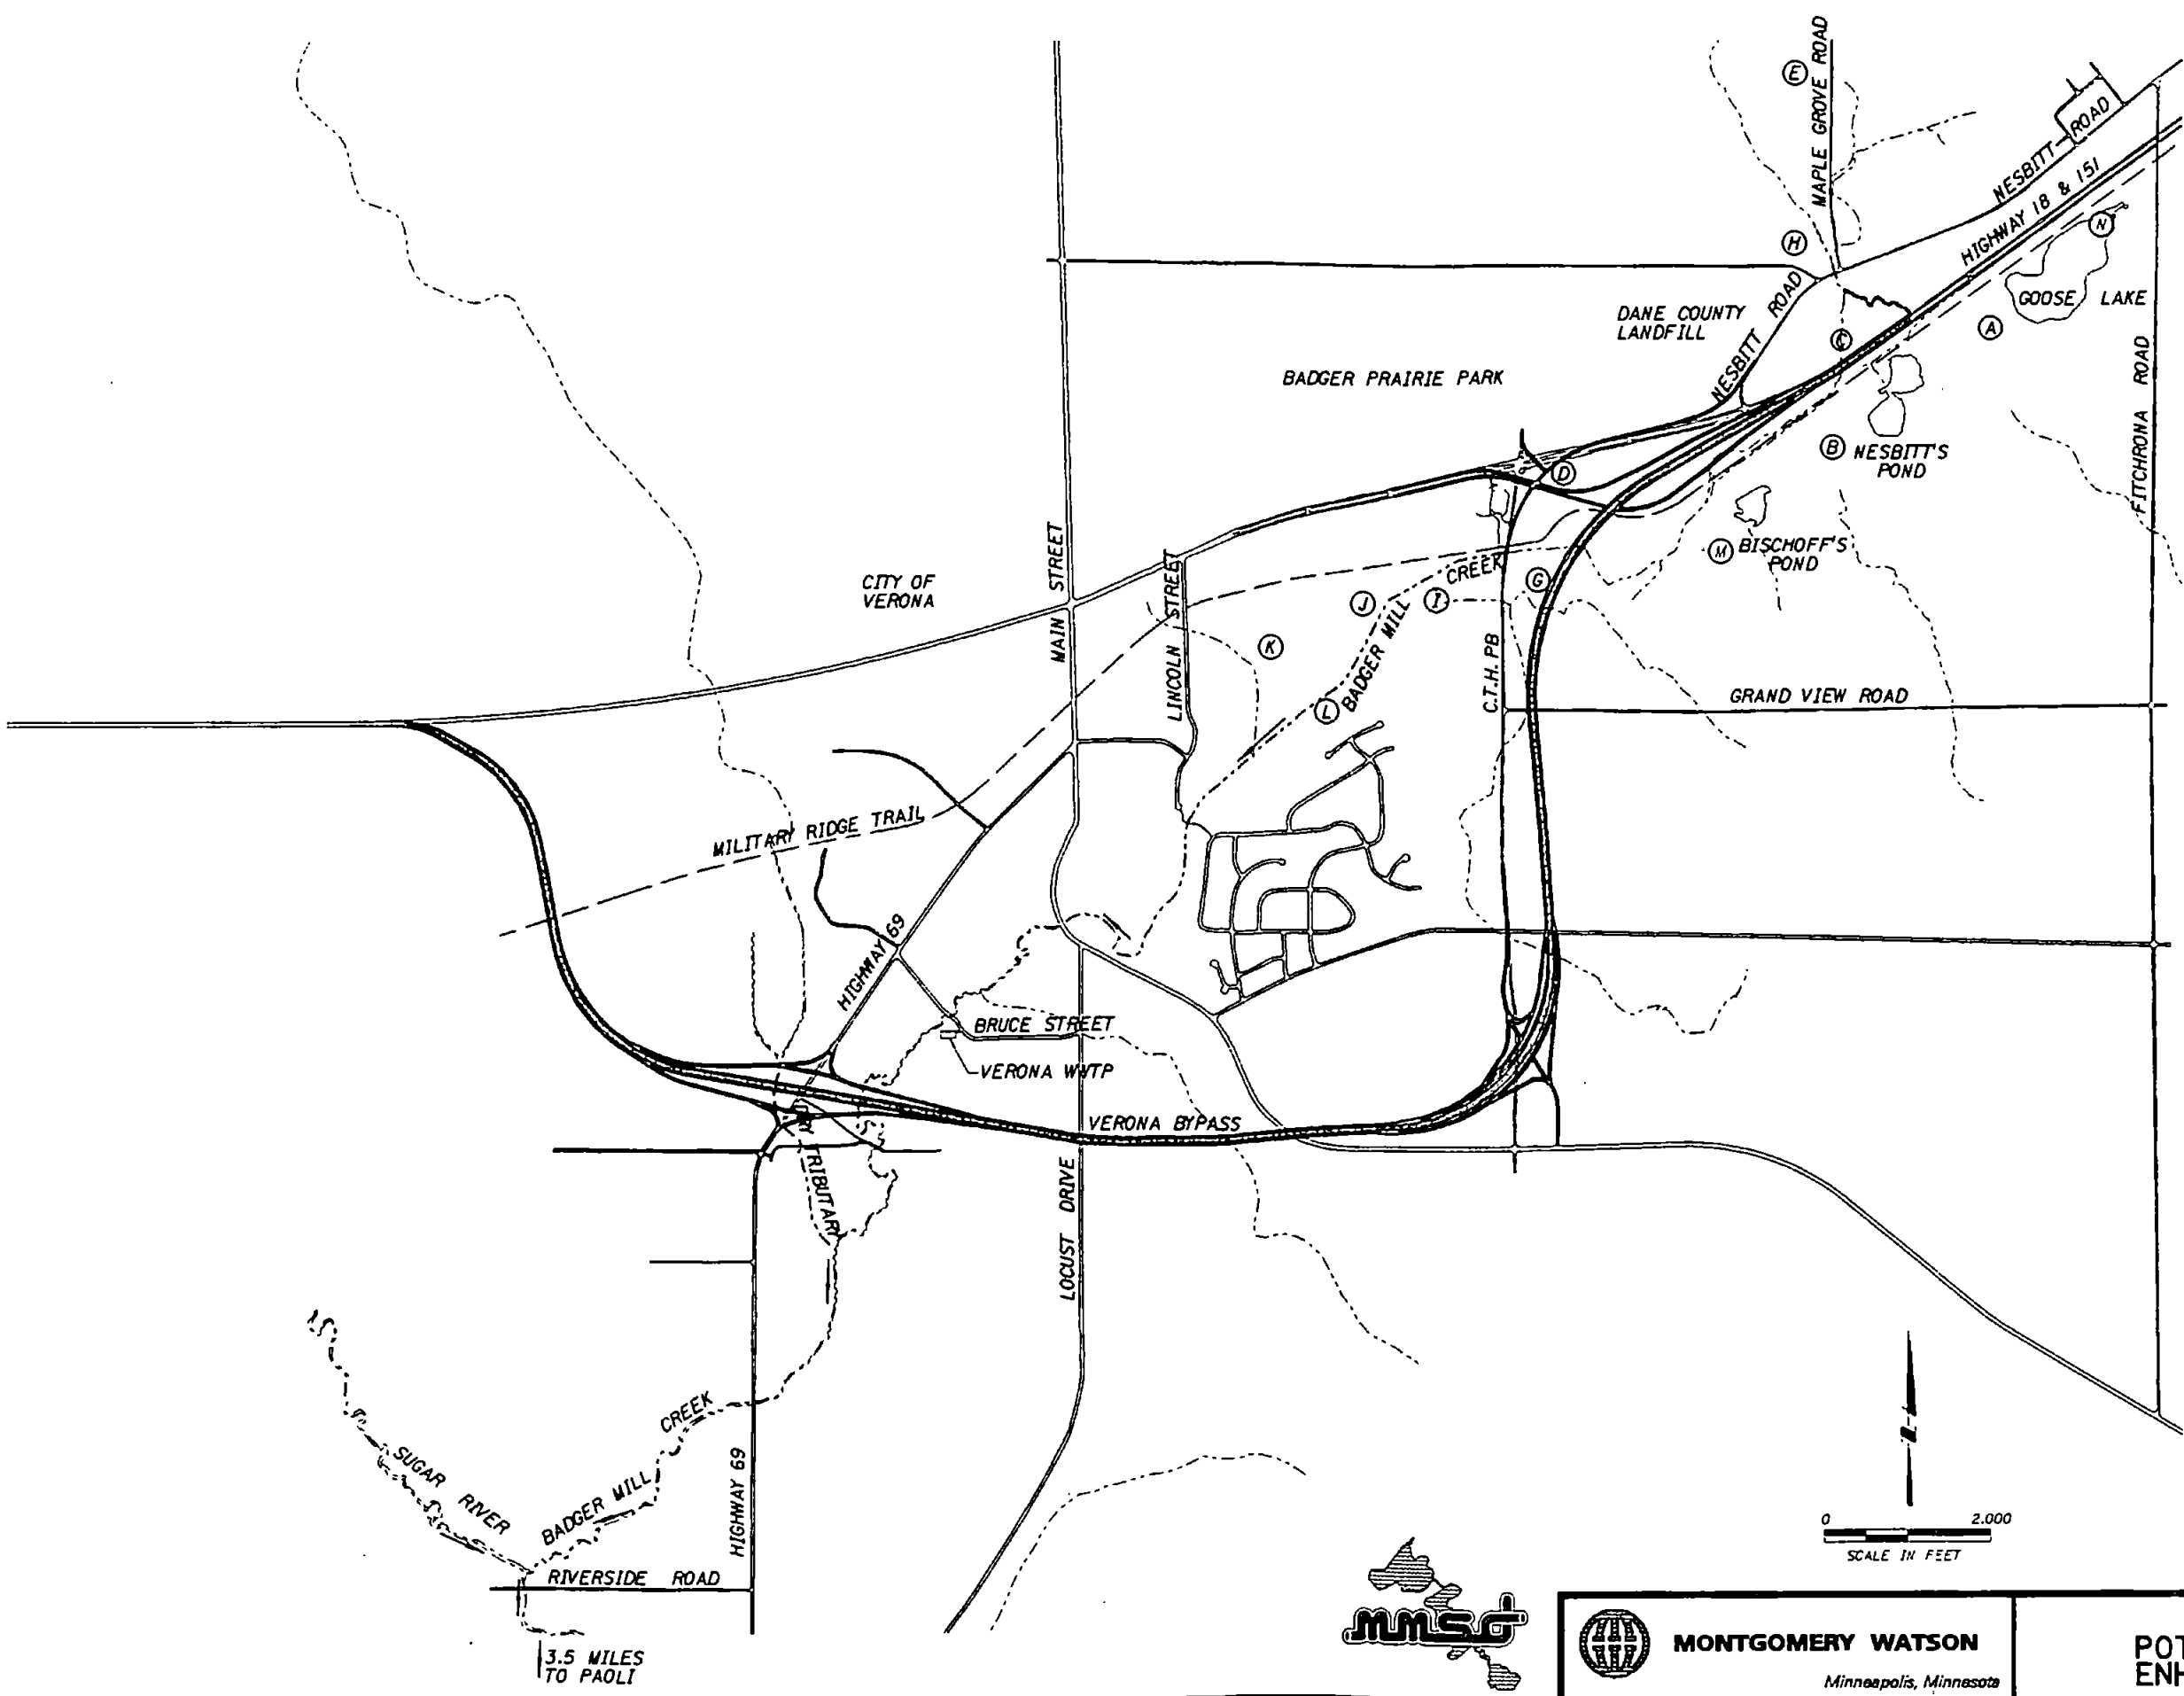 MAPLE GROVE ROAD
E
NESBITT ROAD
HIGHWAY 18 & 151
N
H
GOOSE LAKE
A
DANE COUNTY
LANDFILL
NESBITT ROAD
C
BADGER PRAIRIE PARK
FITCHRONA ROAD
B
NESBITT'S
POND
D
M
BISCHOFF'S
POND
CITY OF
VERONA
MAIN STREET
LINCOLN STREET
BADGER MILL CREEK
G
I
J
K
L
C.T.H. PB
GRAND VIEW ROAD
MILITARY RIDGE TRAIL
HIGHWAY 69
BRUCE STREET
VERONA WWTP
VERONA BYPASS
TRIBUTARY
LOCUST DRIVE
SUGAR RIVER
BADGER MILL CREEK
HIGHWAY 69
RIVERSIDE ROAD
3.5 MILES
TO PAOLI
N
0 2.000
SCALE IN FEET
mmsd
MONTGOMERY WATSON
Minneapolis, Minnesota
POT
ENH